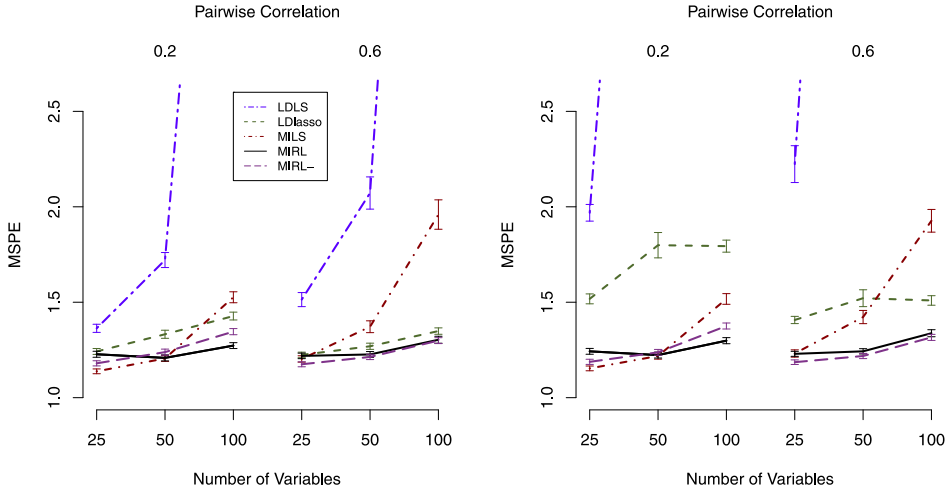 Pairwise Correlation
0.2 0.6
2.5
2.0
1.5
1.0
MSPE
LDLS
LDlasso
MILS
MIRL
MIRL–
25 50 100 25 50 100
Number of Variables
Pairwise Correlation
0.2 0.6
2.5
2.0
1.5
1.0
MSPE
25 50 100 25 50 100
Number of Variables